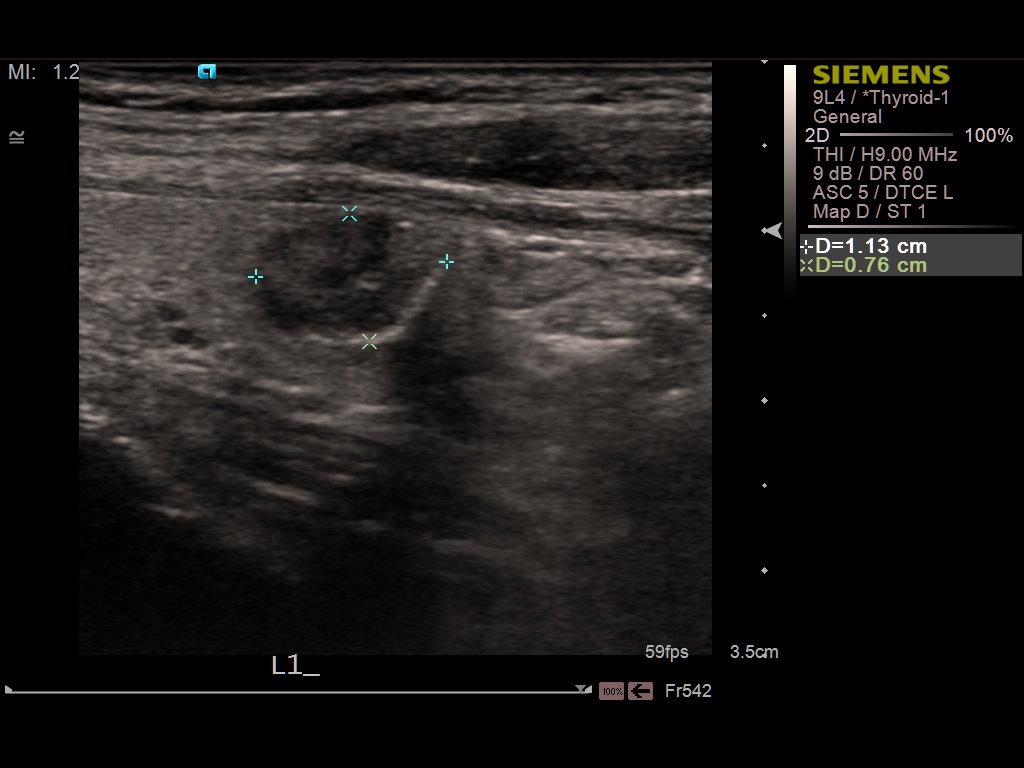 MI: 1.2
SIEMENS
9L4 / *Thyroid-1
General
2D 100%
THI / H9.00 MHz
9 dB / DR 60
ASC 5 / DTCE L
Map D / ST 1
D=1.13 cm
D=0.76 cm
59fps 3.5cm
L1_
100% Fr542